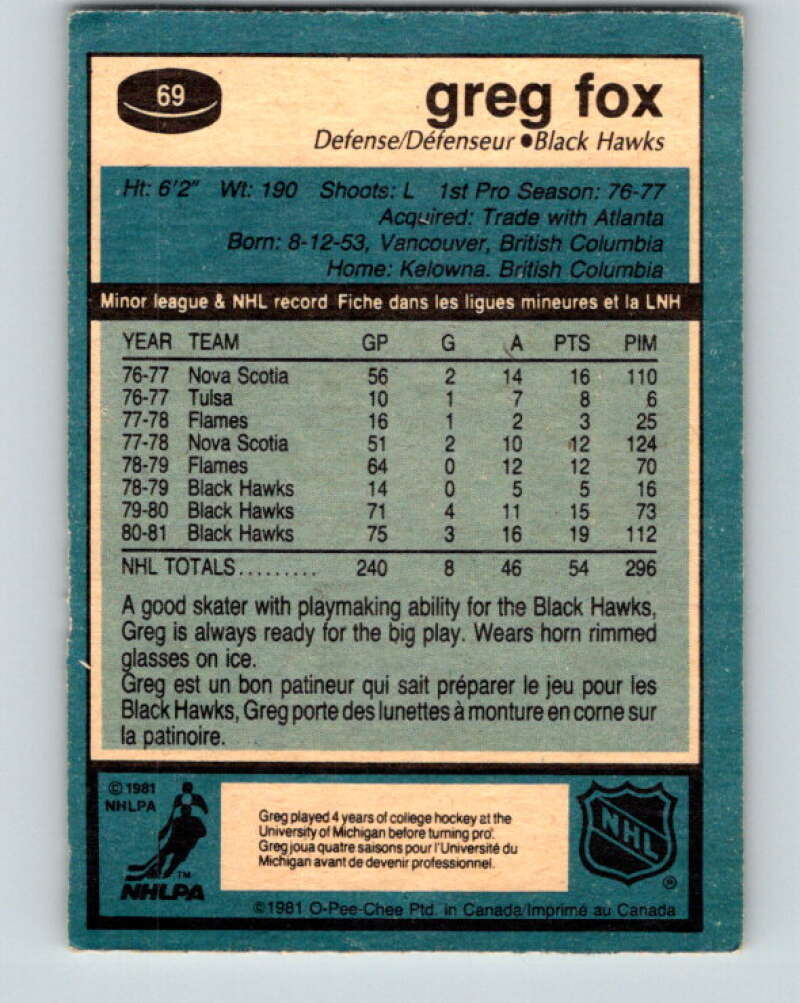 69
greg fox
Defense/Défenseur ●Black Hawks
Ht: 6'2" Wt: 190 Shoots: L 1st Pro Season: 76-77
Acquired: Trade with Atlanta
Born: 8-12-53, Vancouver, British Columbia
Home: Kelowna. British Columbia
Minor league & NHL record Fiche dans les ligues mineures et la LNH
YEAR TEAM GP G A PTS PIM
76-77 Nova Scotia 56 2 14 16 110
76-77 Tulsa 10 1 7 8 6
77-78 Flames 16 1 2 3 25
77-78 Nova Scotia 51 2 10 12 124
78-79 Flames 64 0 12 12 70
78-79 Black Hawks 14 0 5 5 16
79-80 Black Hawks 71 4 11 15 73
80-81 Black Hawks 75 3 16 19 112
NHL TOTALS......... 240 8 46 54 296
A good skater with playmaking ability for the Black Hawks,
Greg is always ready for the big play. Wears horn rimmed
glasses on ice.
Greg est un bon patineur qui sait préparer le jeu pour les
Black Hawks, Greg porte des lunettes à monture en corne sur
la patinoire.
© 1981
NHLPA
TM
NHLPA
Greg played 4 years of college hockey at the
University of Michigan before turning pro.
Greg joua quatre saisons pour l'Université du
Michigan avant de devenir professionnel.
NHL
®
©1981 O-Pee-Chee Ptd. in Canada/Imprimé au Canada